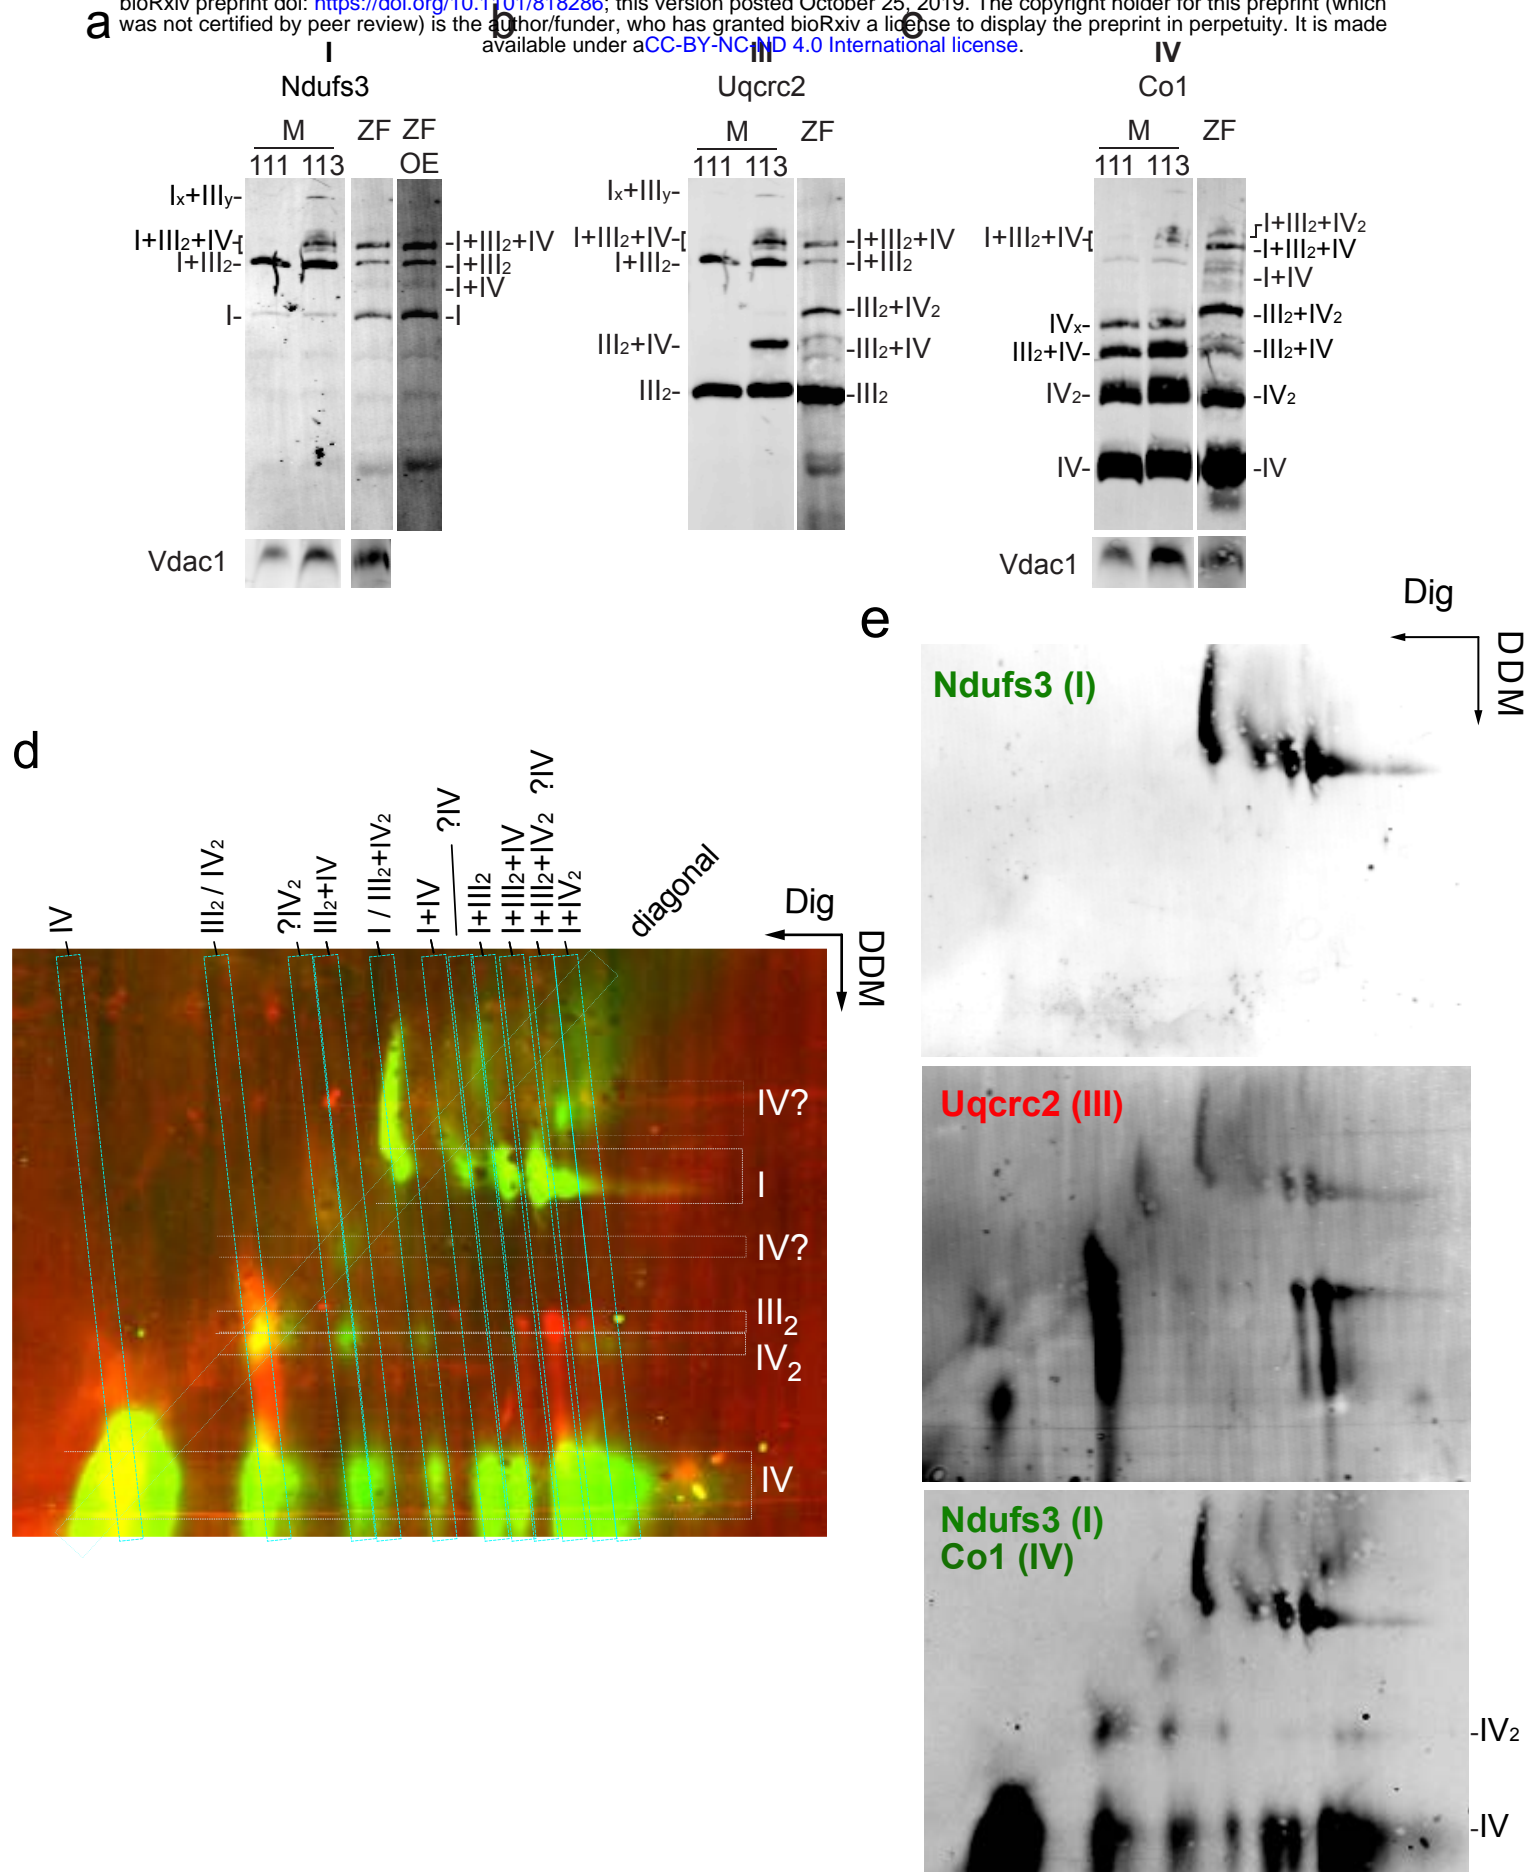 bioRxiv preprint doi: https://doi.org/10.1101/818286; this version posted October 25, 2019. The copyright holder for this preprint (which
was not certified by peer review) is the author/funder, who has granted bioRxiv a license to display the preprint in perpetuity. It is made
available under aCC-BY-NC-ND 4.0 International license.
a
I
Ndufs3
M ZF ZF
111 113 OE
Ix+IIIy-
I+III2+IV-[
I+III2-
I-
-I+III2+IV
-I+III2
-I+IV
-I
Vdac1
b
III
Uqcrc2
M ZF
111 113
Ix+IIIy-
I+III2+IV-[
I+III2-
III2+IV-
III2-
-I+III2+IV
-I+III2
-III2+IV2
-III2+IV
-III2
c
IV
Co1
M ZF
111 113
I+III2+IV-[
IVx-
III2+IV-
IV2-
IV-
I+III2+IV2
-I+III2+IV
-I+IV
-III2+IV2
-III2+IV
-IV2
-IV
Vdac1
d
IV
III2 / IV2
?IV2
III2+IV
I / III2+IV2
I+IV
?IV
I+III2
I+III2+IV
I+III2+IV2 ?IV
I+IV2
diagonal
Dig
DDM
IV?
I
IV?
III2
IV2
IV
e
Dig
DDM
Ndufs3 (I)
Uqcrc2 (III)
Ndufs3 (I)
Co1 (IV)
-IV2
-IV